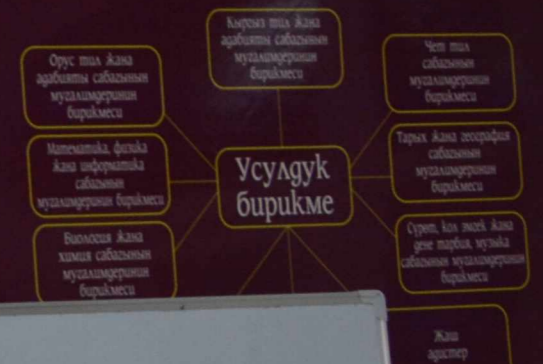 Кыргыз тил жана
адабияты сабагынын
мугалимдеринин
бирикмеси
Орус тил жана
адабияты сабагынын
мугалимдеринин
бирикмеси
Чет тил
сабагынын
мугалимдеринин
бирикмеси
Математика, физика
жана информатика
сабагынын
мугалимдеринин бирикмеси
Усулдук
бирикме
Тарых жана география
сабагынын
мугалимдеринин
бирикмеси
Биология жана
химия сабагынын
мугалимдеринин
бирикмеси
Сүрөт, кол эмгек жана
дене тарбия, музыка
сабагынын мугалимдеринин
бирикмеси
Жаш
адистер